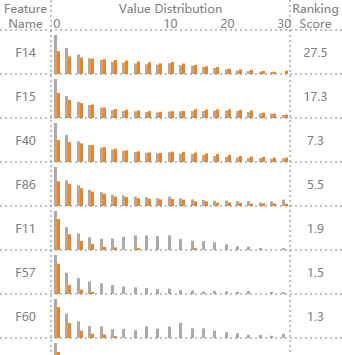 Feature Value Distribution Ranking
Name 0 10 20 30 Score
F14 27.5
F15 17.3
F40 7.3
F86 5.5
F11 1.9
F57 1.5
F60 1.3